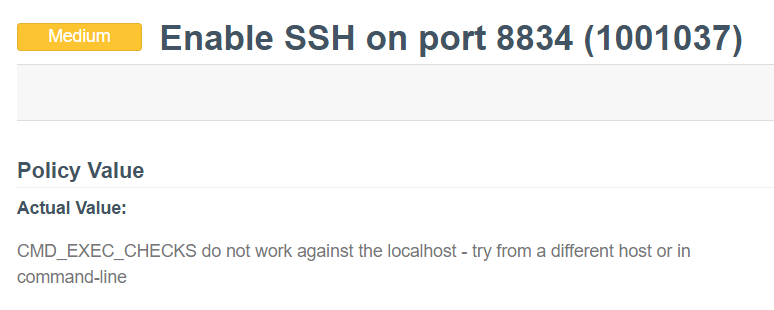 Medium
Enable SSH on port 8834 (1001037)
Policy Value
Actual Value:
CMD_EXEC_CHECKS do not work against the localhost - try from a different host or in
command-line